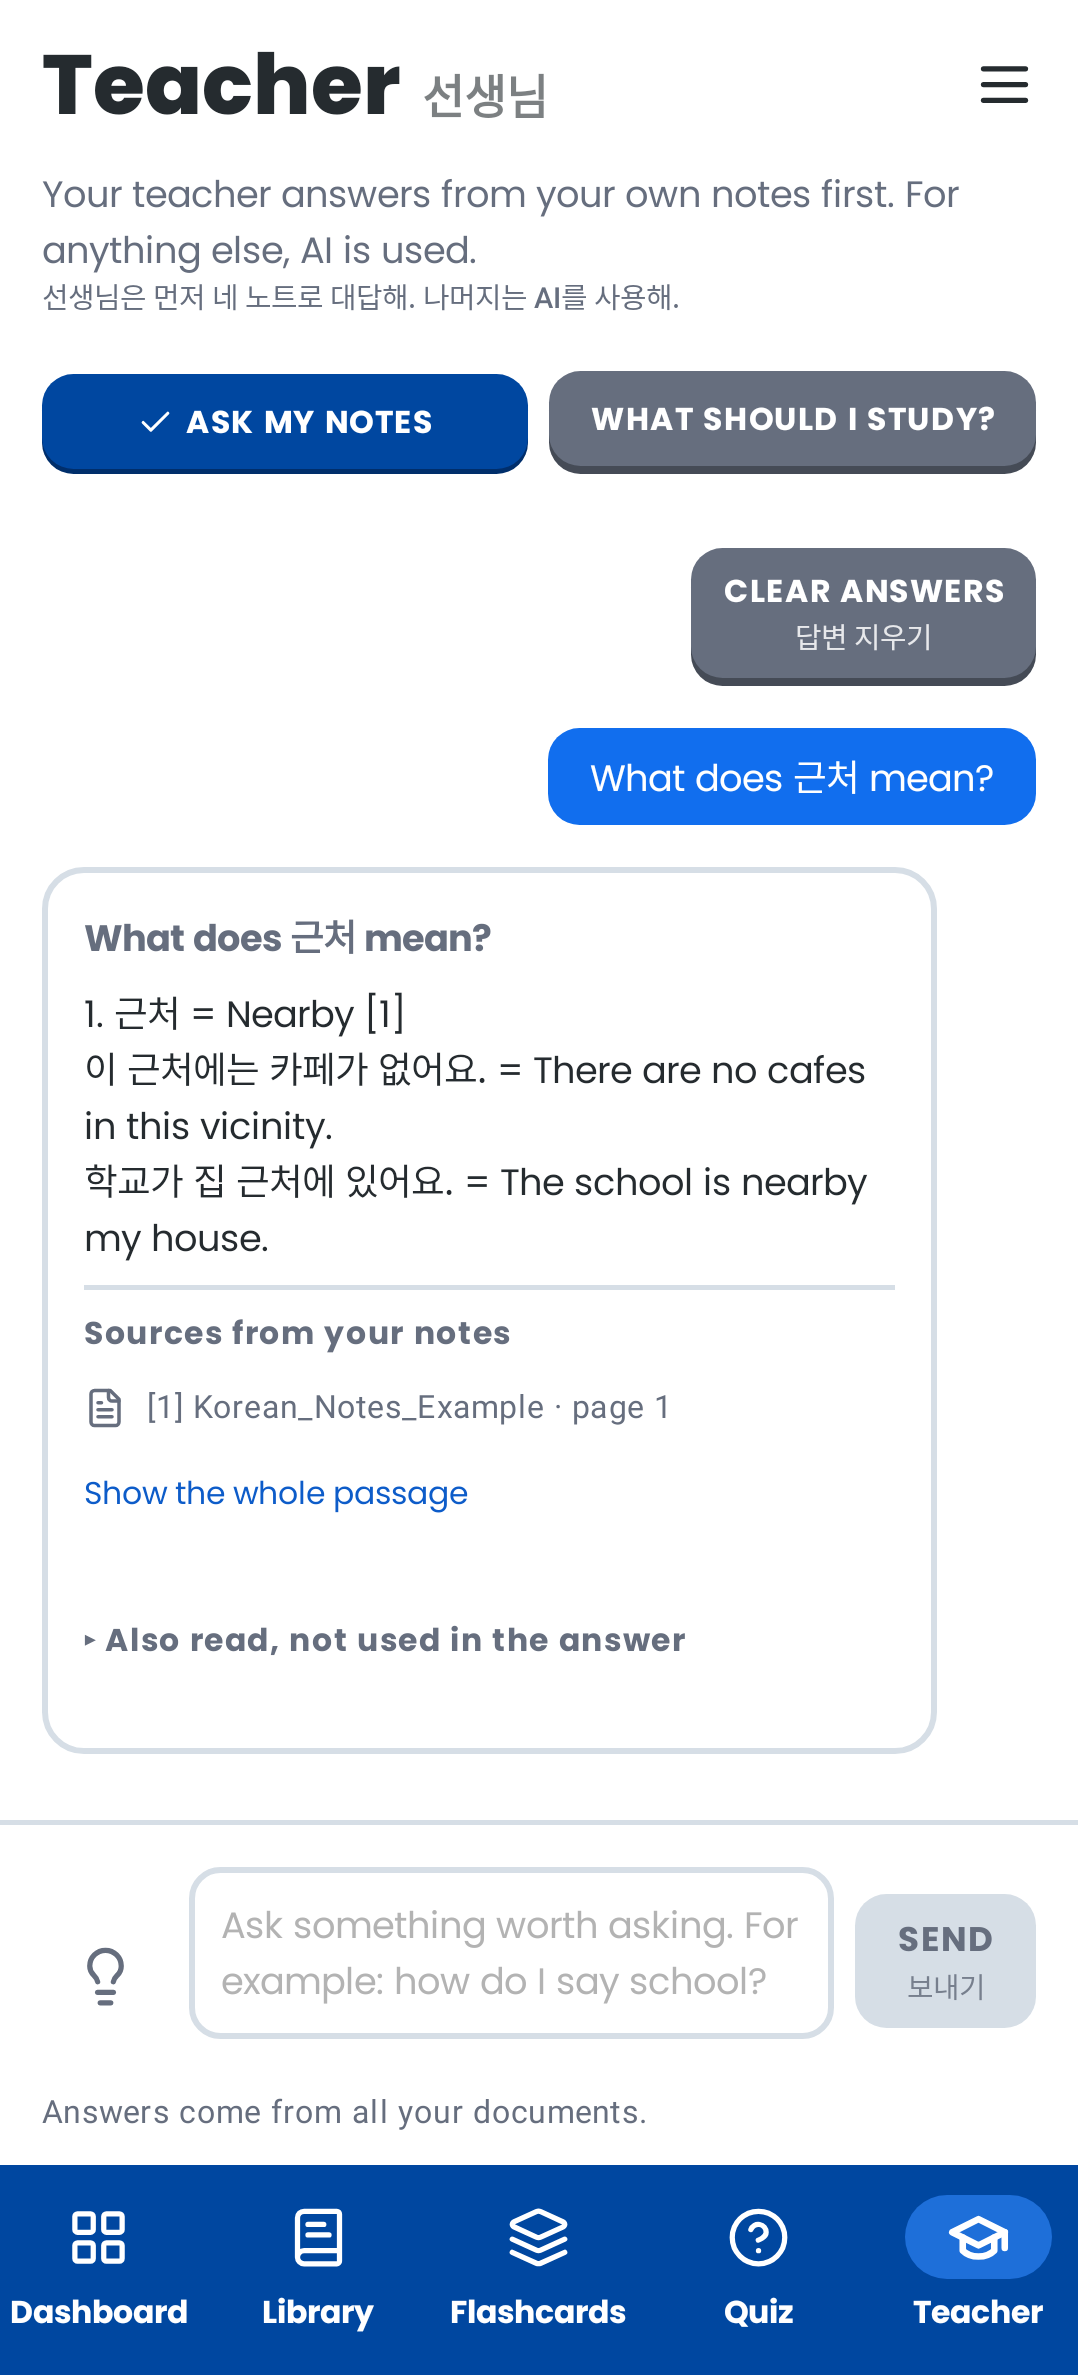 Teacher 선생님
Your teacher answers from your own notes first. For
anything else, AI is used.
선생님은 먼저 네 노트로 대답해. 나머지는 AI를 사용해.
ASK MY NOTES
WHAT SHOULD I STUDY?
CLEAR ANSWERS
답변 지우기
What does 근처 mean?
What does 근처 mean?
1. 근처 = Nearby [1]
이 근처에는 카페가 없어요. = There are no cafes
in this vicinity.
학교가 집 근처에 있어요. = The school is nearby
my house.
Sources from your notes
[1] Korean_Notes_Example · page 1
Show the whole passage
Also read, not used in the answer
Ask something worth asking. For
example: how do I say school?
SEND
보내기
Answers come from all your documents.
Dashboard
Library
Flashcards
Quiz
Teacher